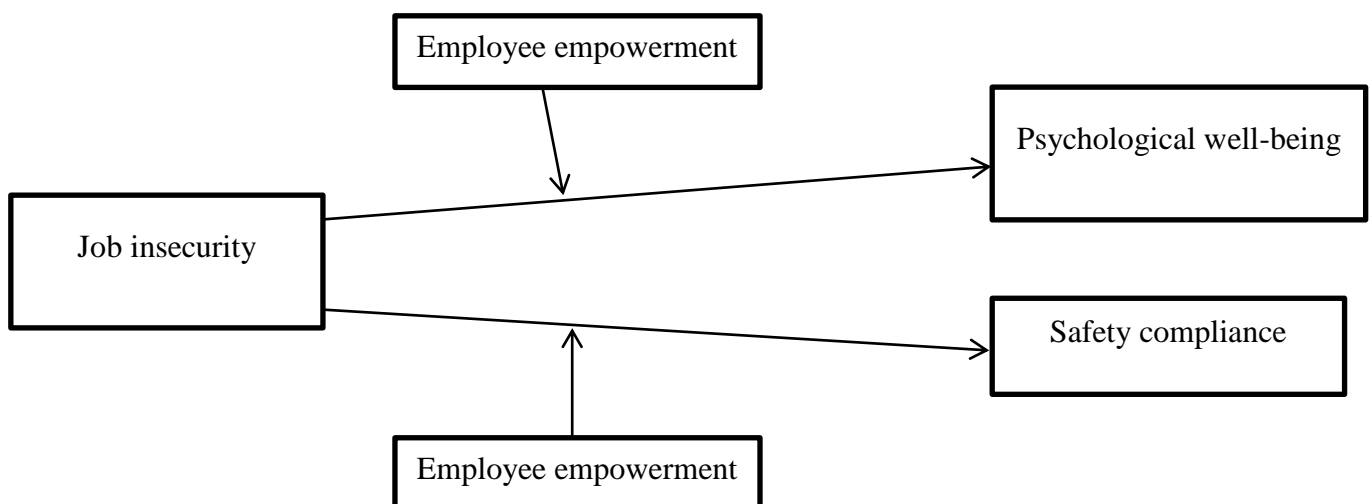 Employee empowerment
Psychological well-being
Job insecurity
Safety compliance
Employee empowerment